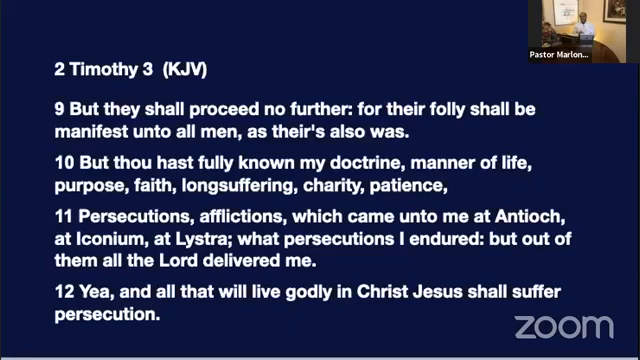 Pastor Marlon...
2 Timothy 3 (KJV)
9 But they shall proceed no further: for their folly shall be
manifest unto all men, as their's also was.
10 But thou hast fully known my doctrine, manner of life,
purpose, faith, longsuffering, charity, patience,
11 Persecutions, afflictions, which came unto me at Antioch,
at Iconium, at Lystra; what persecutions I endured: but out of
them all the Lord delivered me.
12 Yea, and all that will live godly in Christ Jesus shall suffer
persecution.
zoom